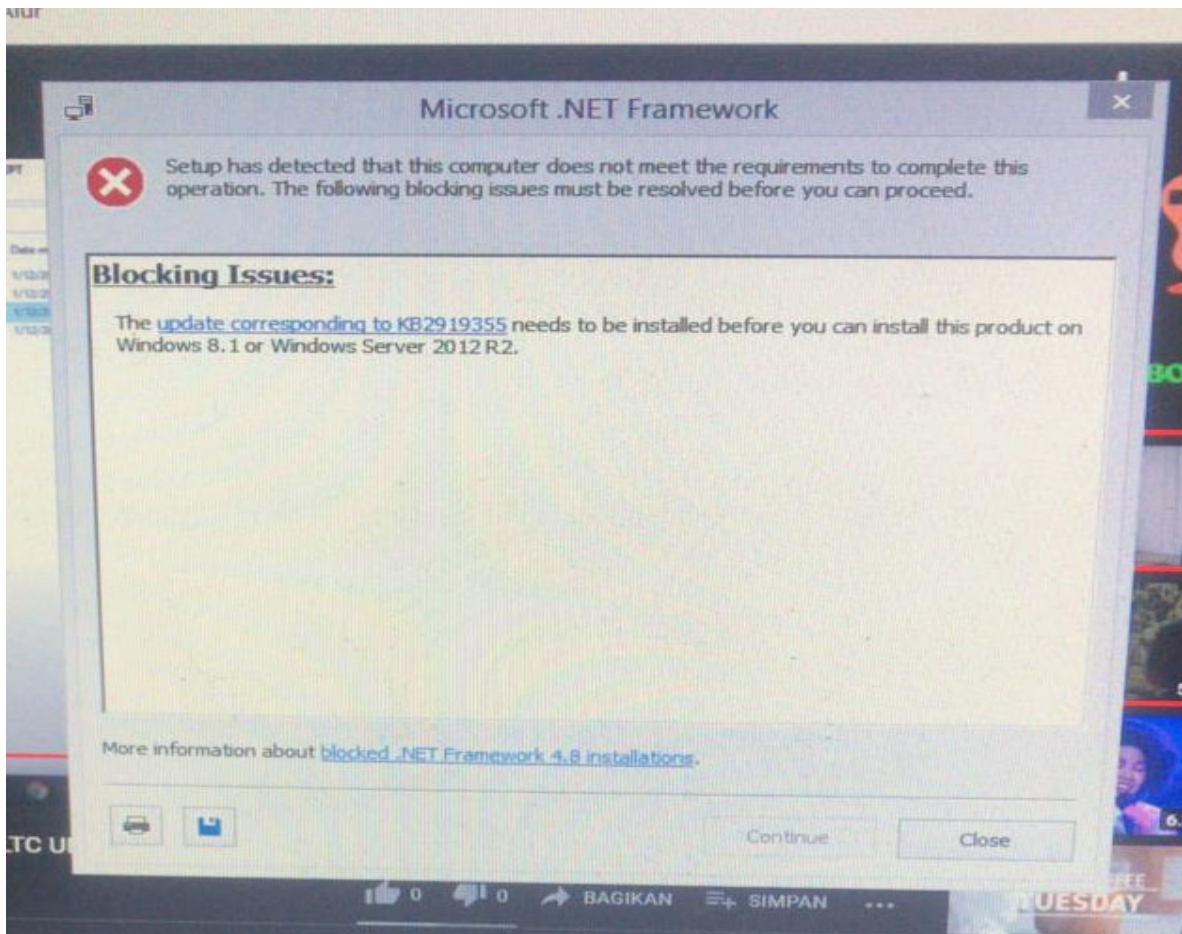 Microsoft .NET Framework
Setup has detected that this computer does not meet the requirements to complete this
operation. The following blocking issues must be resolved before you can proceed.
Blocking Issues:
The update corresponding to KB2919355 needs to be installed before you can install this product on
Windows 8.1 or Windows Server 2012 R2.
More information about blocked .NET Framework 4.8 installations.
Continue
Close
0
0
BAGIKAN
SIMPAN
...
TUESDAY